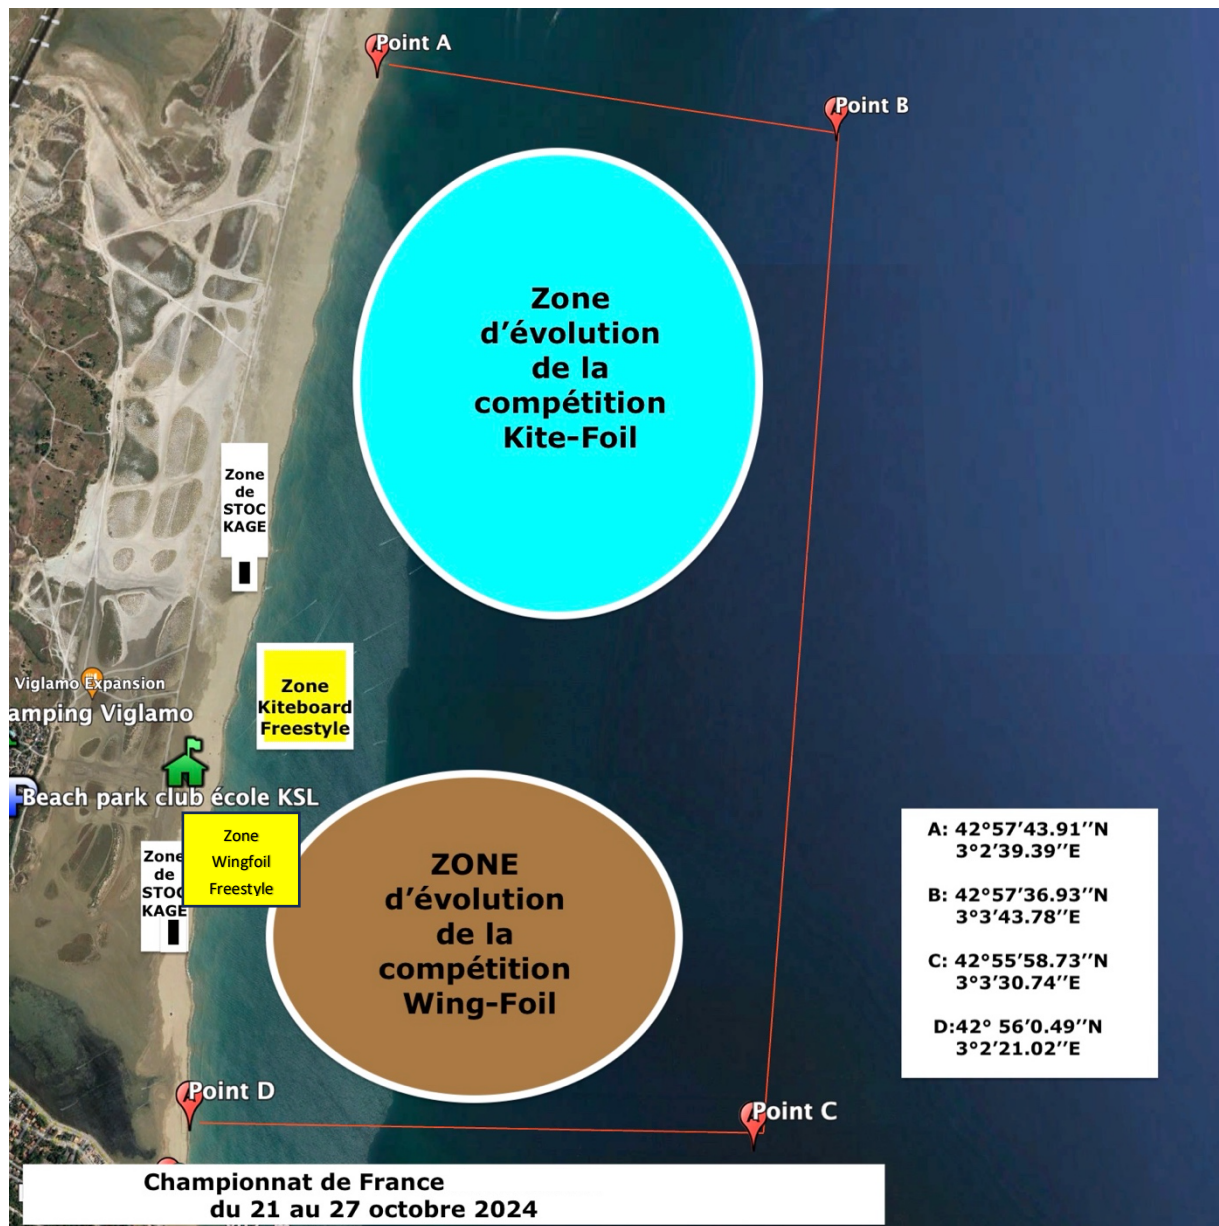 Point A
Point B
Zone
d’évolution
de la
compétition
Kite-Foil
Zone
de
STOC
KAGE
Viglamo Expansion
amping Viglamo
Zone
Kiteboard
Freestyle
Beach park club école KSL
Zone
Wingfoil
Freestyle
Zone
de
STOC
KAGE
ZONE
d’évolution
de la
compétition
Wing-Foil
A: 42°57’43.91’’N
3°2’39.39’’E
B: 42°57’36.93’’N
3°3’43.78’’E
C: 42°55’58.73’’N
3°3’30.74’’E
D:42° 56’0.49’’N
3°2’21.02’’E
Point D
Point C
Championnat de France
du 21 au 27 octobre 2024